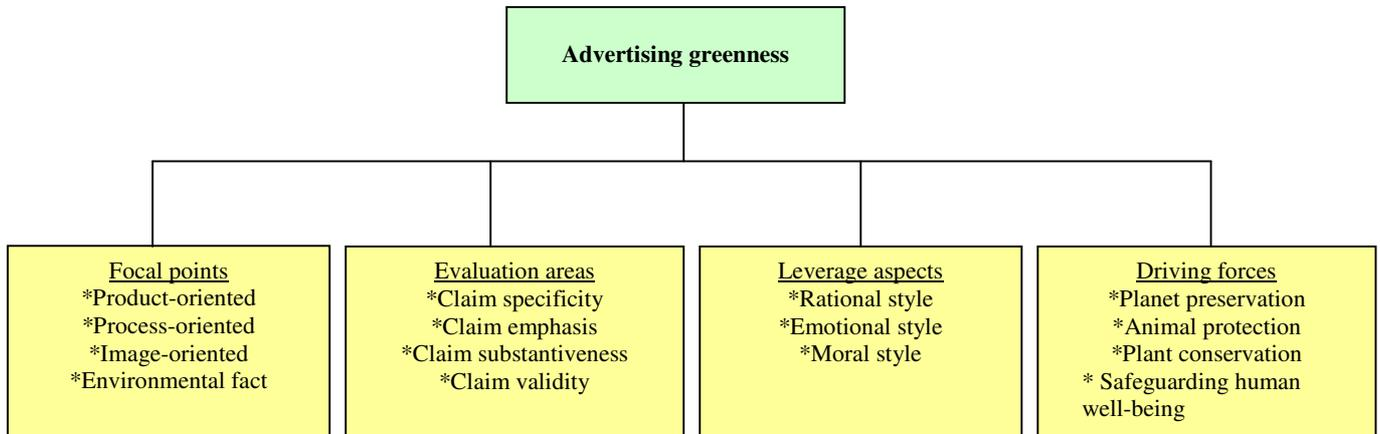 Advertising greenness
Focal points
*Product-oriented
*Process-oriented
*Image-oriented
*Environmental fact
Evaluation areas
*Claim specificity
*Claim emphasis
*Claim substantiveness
*Claim validity
Leverage aspects
*Rational style
*Emotional style
*Moral style
Driving forces
*Planet preservation
*Animal protection
*Plant conservation
* Safeguarding human
well-being